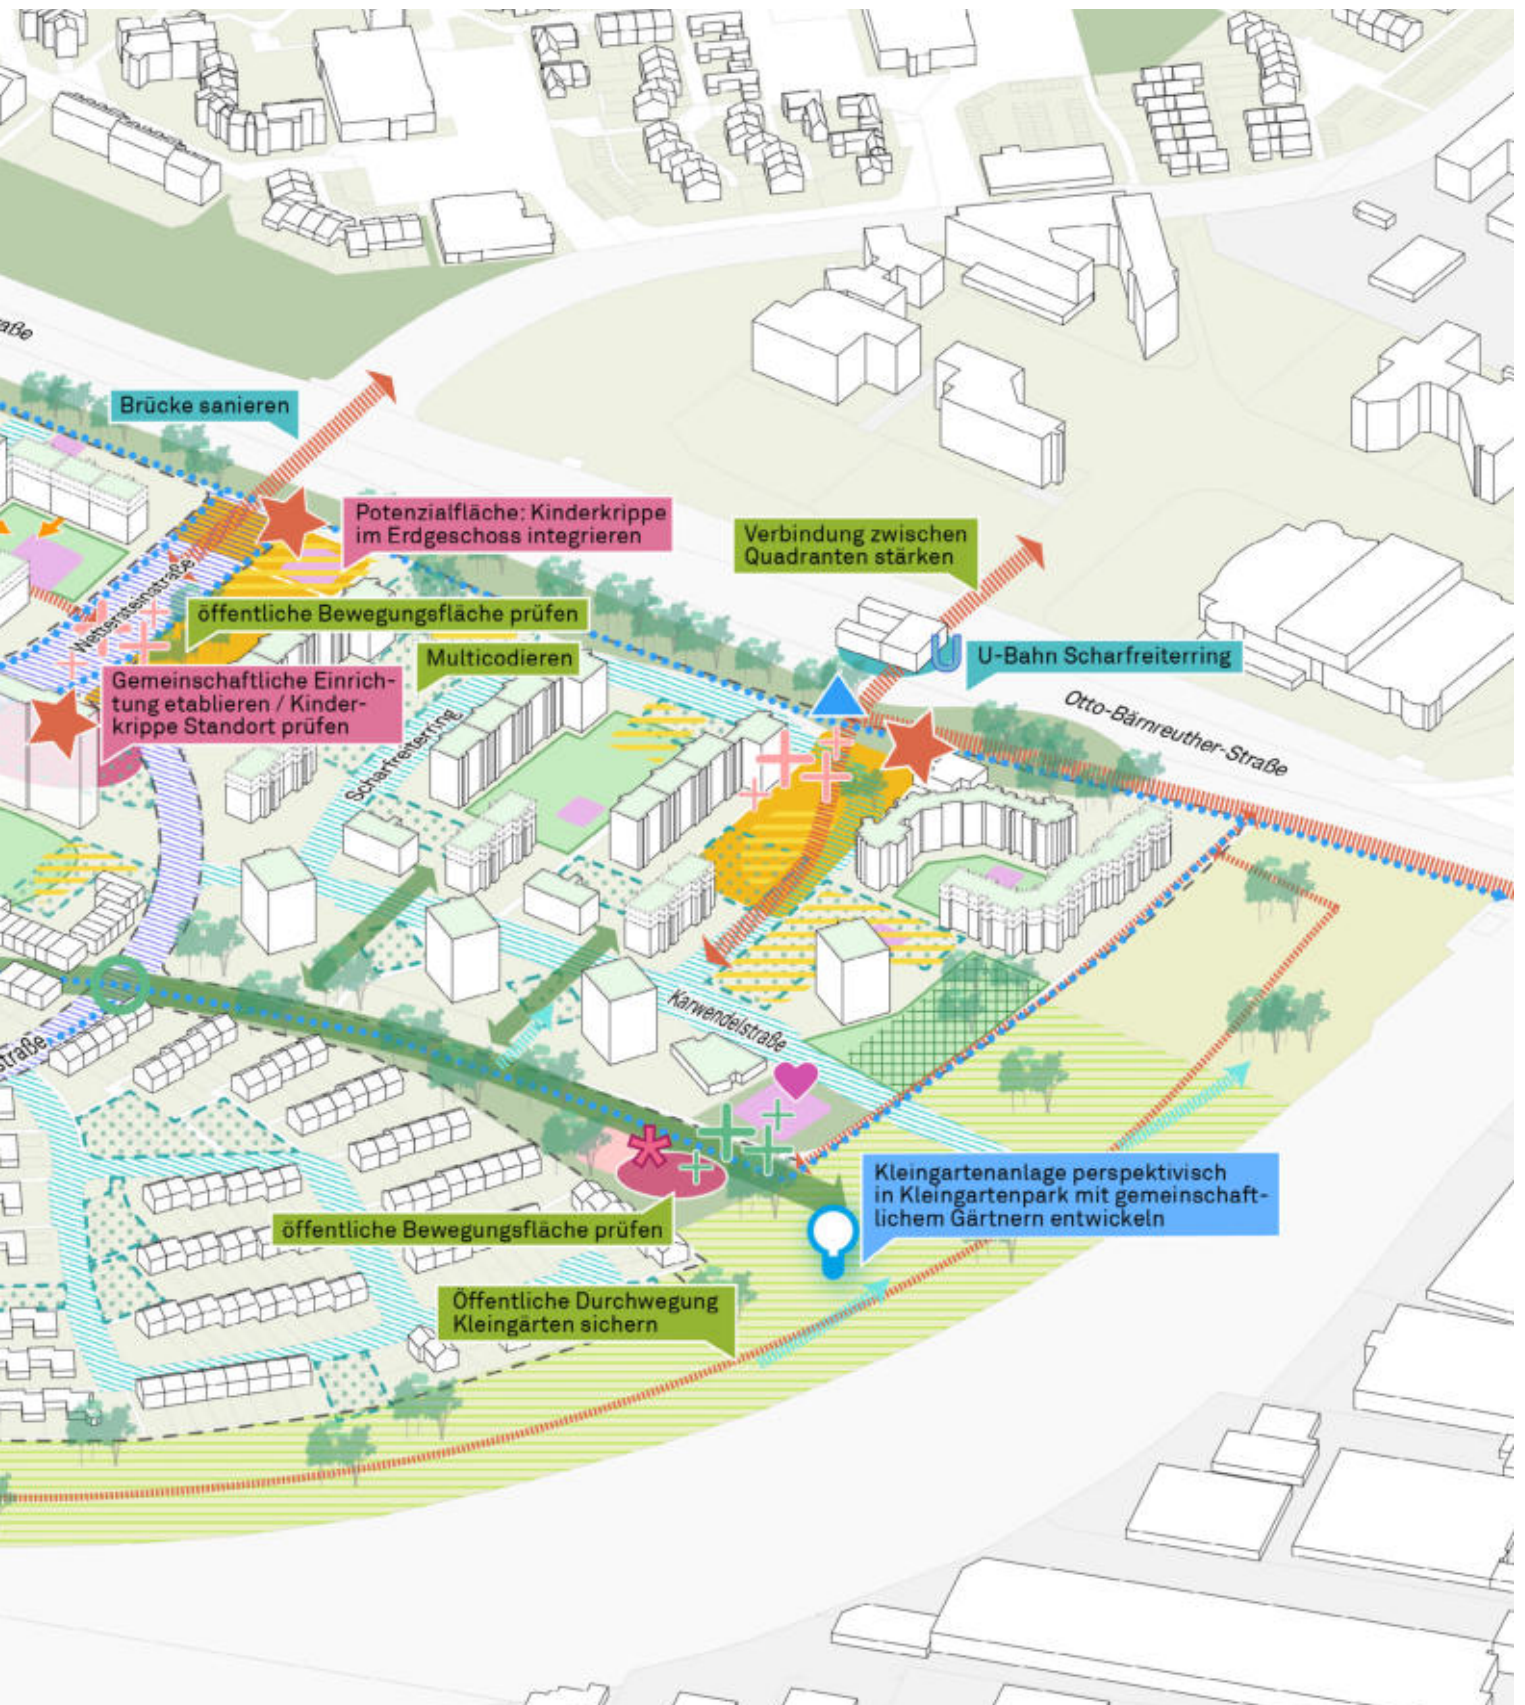 Brücke sanieren
Potenzialfläche: Kinderkrippe
im Erdgeschoss integrieren
Verbindung zwischen
Quadranten stärken
Wettersteinstraße
öffentliche Bewegungsfläche prüfen
Multicodieren
U-Bahn Scharfreiterring
U
Gemeinschaftliche Einrich-
tung etablieren / Kinder-
krippe Standort prüfen
Scharfreiterring
Otto-Bärnreuther-Straße
Karwendelstraße
straße
Kleingartenanlage perspektivisch
in Kleingartenpark mit gemeinschaft-
lichem Gärtnern entwickeln
öffentliche Bewegungsfläche prüfen
Öffentliche Durchwegung
Kleingärten sichern